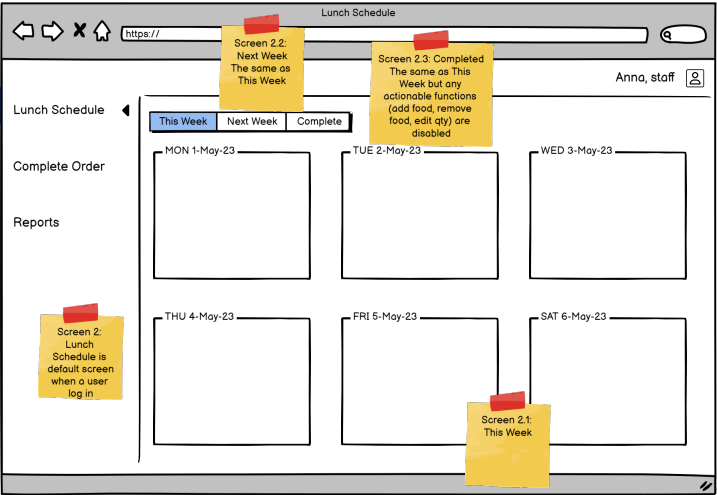 Lunch Schedule
https://
Screen 2.2:
Next Week
The same as
This Week
Screen 2.3: Completed
The same as This
Week but any
actionable functions
(add food, remove
food, edit qty) are
disabled
Anna, staff
Lunch Schedule
Complete Order
Reports
This Week
Next Week
Complete
MON 1-May-23
TUE 2-May-23
WED 3-May-23
THU 4-May-23
FRI 5-May-23
SAT 6-May-23
Screen 2:
Lunch
Schedule is
default screen
when a user
log in
Screen 2.1:
This Week